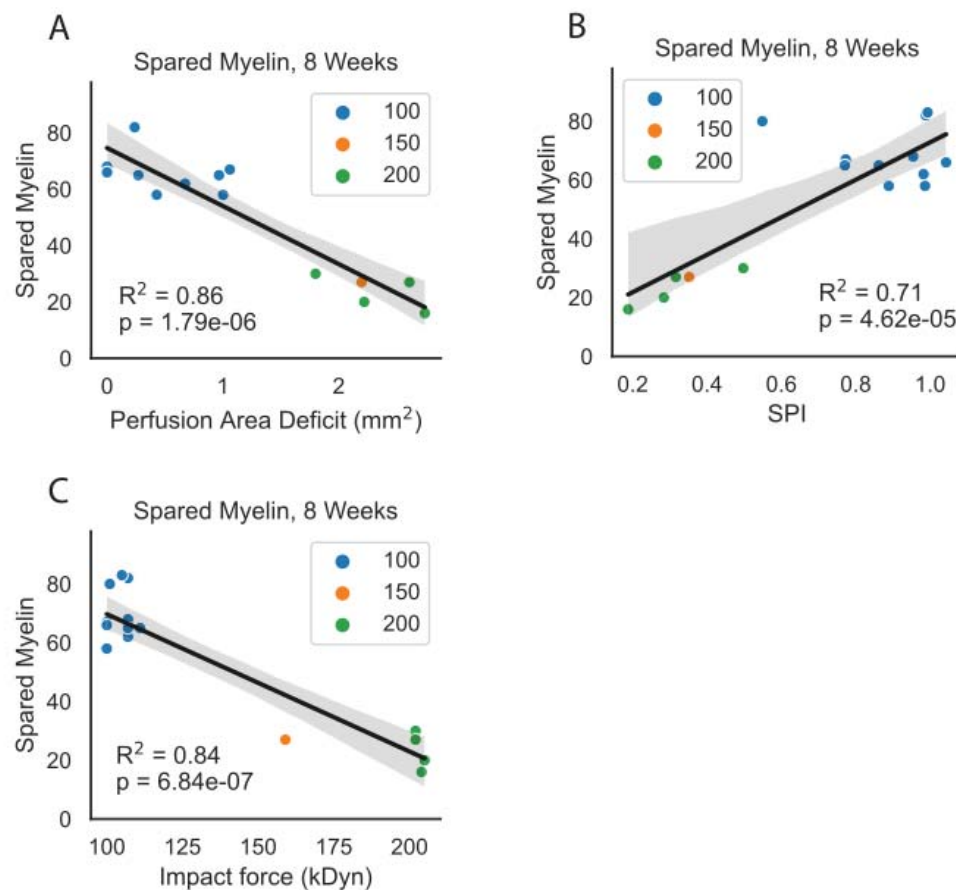 A
Spared Myelin, 8 Weeks
100
150
200
80
60
40
20
0
Spared Myelin
R² = 0.86
p = 1.79e-06
0 1 2
Perfusion Area Deficit (mm²)
B
Spared Myelin, 8 Weeks
100
150
200
80
60
40
20
0
Spared Myelin
R² = 0.71
p = 4.62e-05
0.2 0.4 0.6 0.8 1.0
SPI
C
Spared Myelin, 8 Weeks
100
150
200
80
60
40
20
0
Spared Myelin
R² = 0.84
p = 6.84e-07
100 125 150 175 200
Impact force (kDyn)